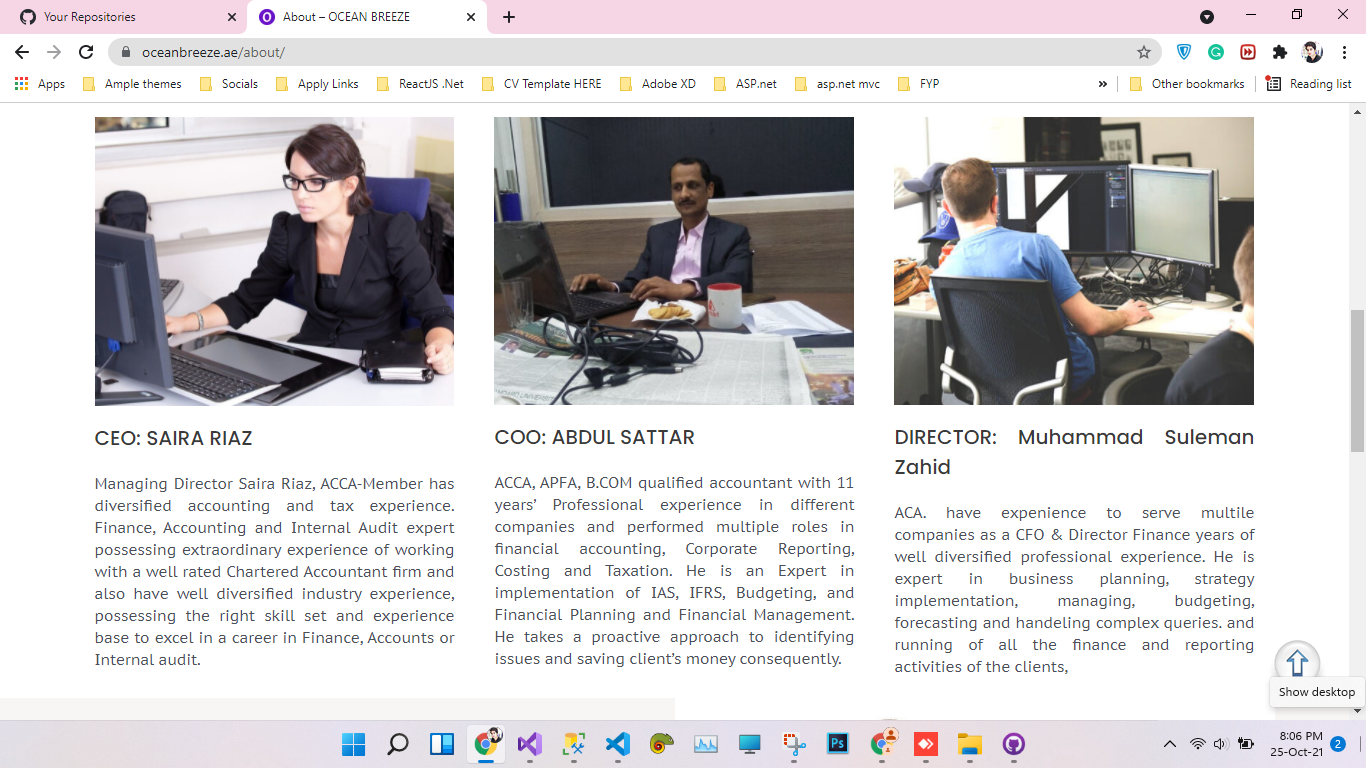 Your Repositories
About – OCEAN BREEZE
oceanbreeze.ae/about/
Apps
Ample themes
Socials
Apply Links
ReactJS .Net
CV Template HERE
Adobe XD
ASP.net
asp.net mvc
FYP
»
Other bookmarks
Reading list
CEO: SAIRA RIAZ
Managing Director Saira Riaz, ACCA-Member has
diversified accounting and tax experience.
Finance, Accounting and Internal Audit expert
possessing extraordinary experience of working
with a well rated Chartered Accountant firm and
also have well diversified industry experience,
possessing the right skill set and experience
base to excel in a career in Finance, Accounts or
Internal audit.
COO: ABDUL SATTAR
ACCA, APFA, B.COM qualified accountant with 11
years’ Professional experience in different
companies and performed multiple roles in
financial accounting, Corporate Reporting,
Costing and Taxation. He is an Expert in
implementation of IAS, IFRS, Budgeting, and
Financial Planning and Financial Management.
He takes a proactive approach to identifying
issues and saving client’s money consequently.
DIRECTOR: Muhammad Suleman
Zahid
ACA. have expenience to serve multile
companies as a CFO & Director Finance years of
well diversified professional experience. He is
expert in business planning, strategy
implementation, managing, budgeting,
forecasting and handeling complex queries. and
running of all the finance and reporting
activities of the clients,
Show desktop
Ps
8:06 PM
25-Oct-21
2